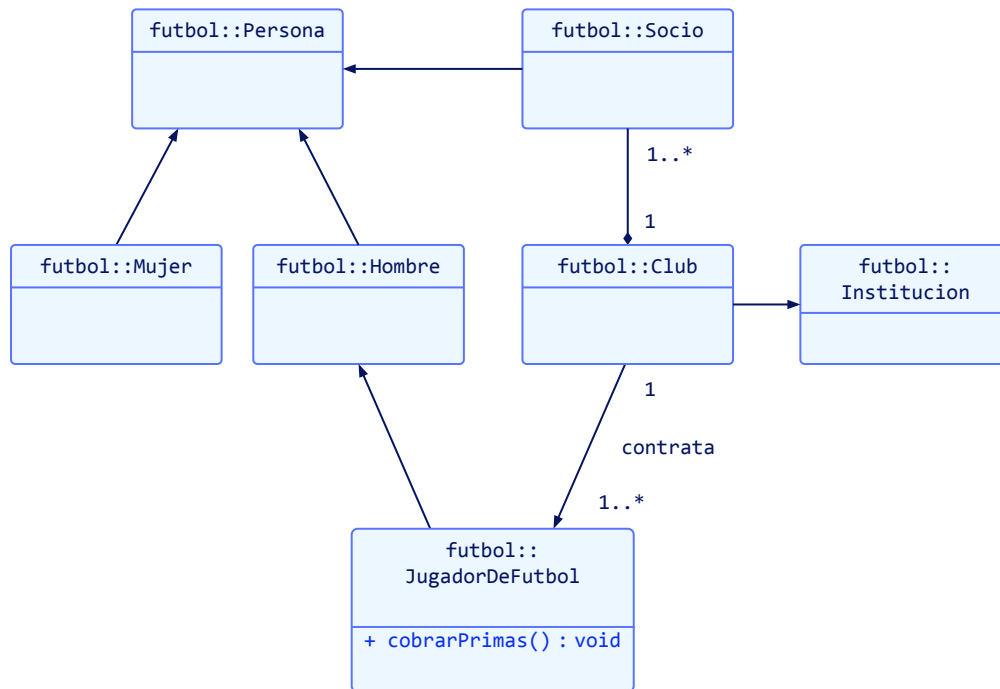 futbol::Persona
futbol::Socio
1..*
1
futbol::Mujer
futbol::Hombre
futbol::Club
futbol::
Institucion
1
contrata
1..*
futbol::
JugadorDeFutbol
+ cobrarPrimas() : void